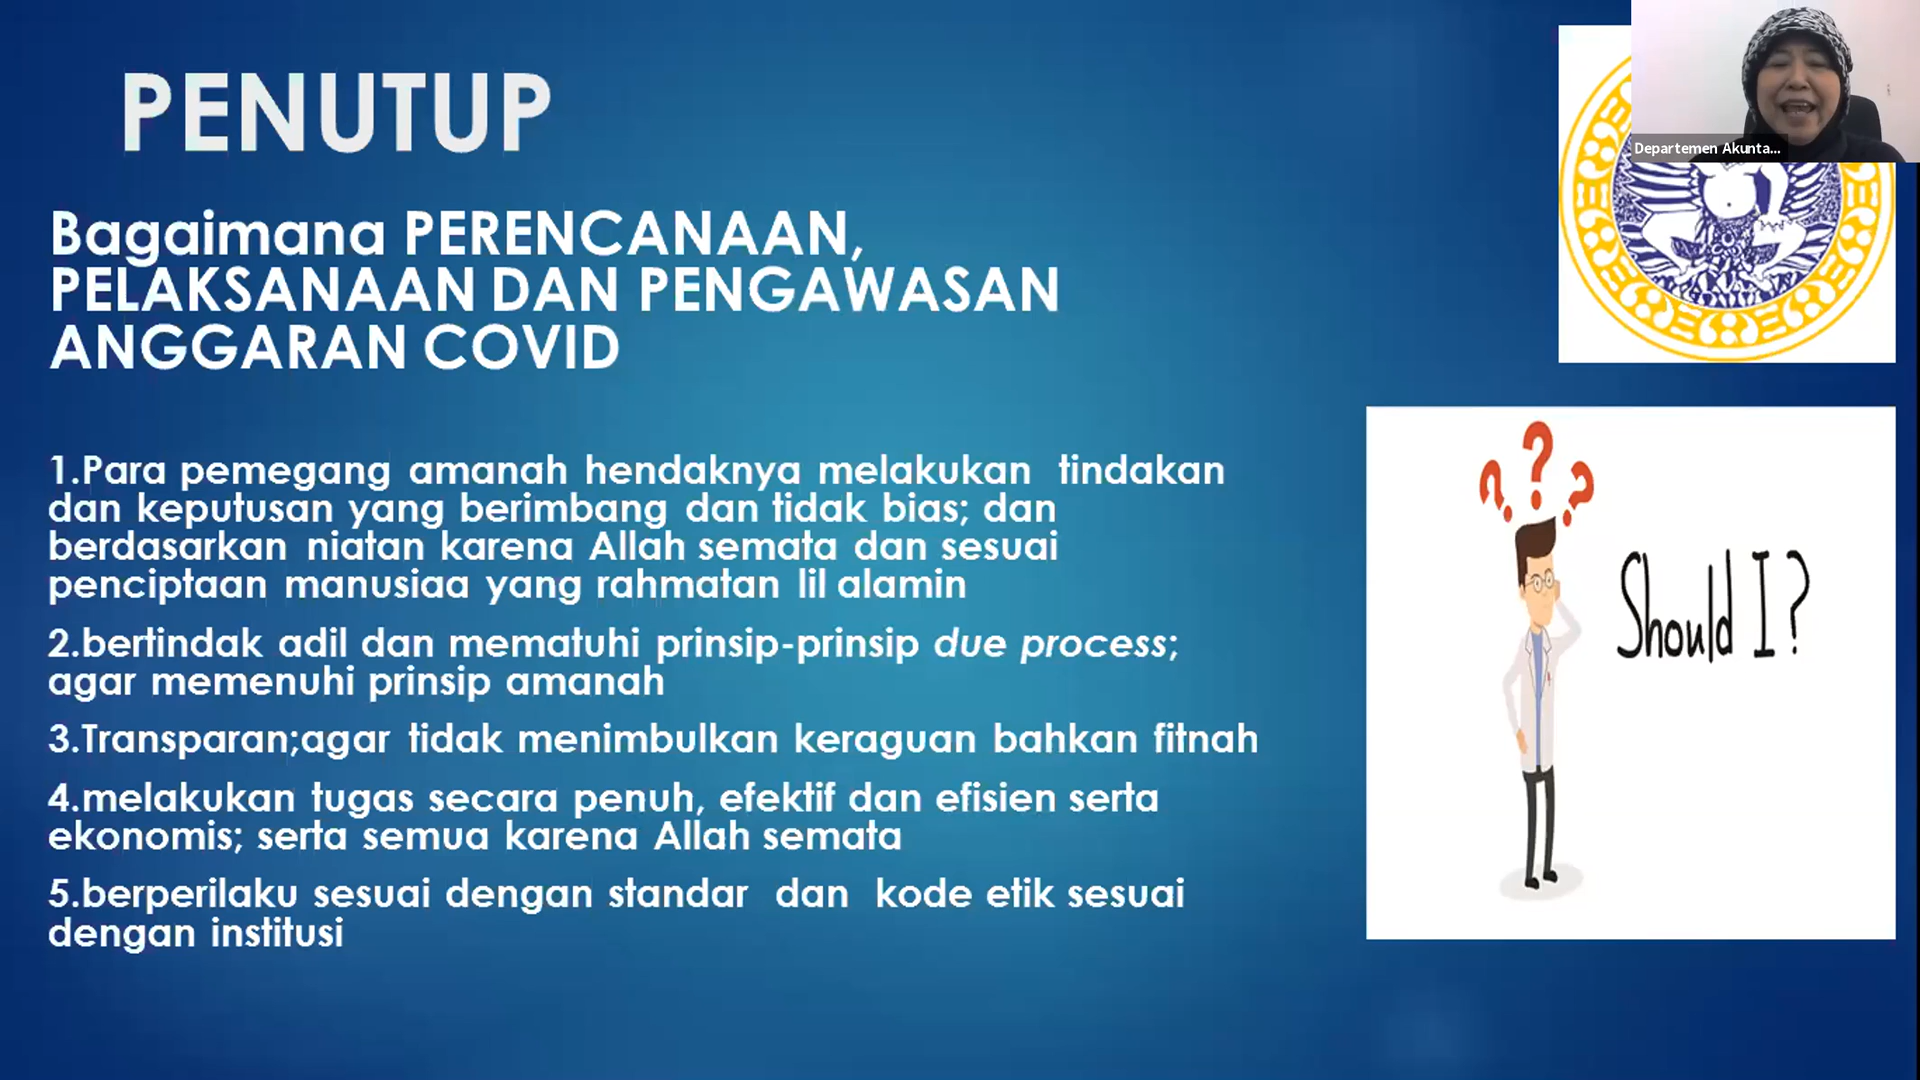 PENUTUP
Departemen Akunta...
Bagaimana PERENCANAAN,
PELAKSANAAN DAN PENGAWASAN
ANGGARAN COVID
1.Para pemegang amanah hendaknya melakukan tindakan
dan keputusan yang berimbang dan tidak bias; dan
berdasarkan niatan karena Allah semata dan sesuai
penciptaan manusiaa yang rahmatan lil alamin
2.bertindak adil dan mematuhi prinsip-prinsip due process;
agar memenuhi prinsip amanah
3.Transparan;agar tidak menimbulkan keraguan bahkan fitnah
4.melakukan tugas secara penuh, efektif dan efisien serta
ekonomis; serta semua karena Allah semata
5.berperilaku sesuai dengan standar dan kode etik sesuai
dengan institusi
???
Should I?